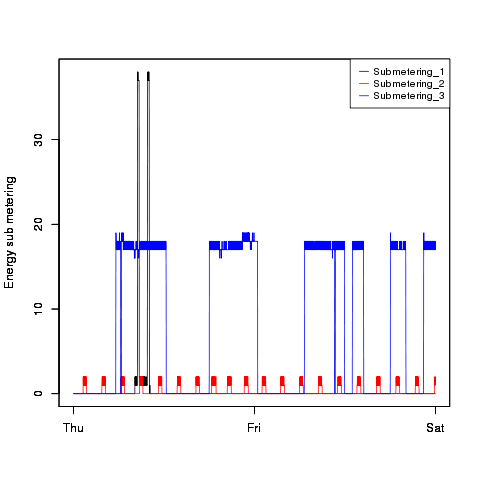 Submetering_1
Submetering_2
Submetering_3
Energy sub metering
30
20
10
0
Thu Fri Sat